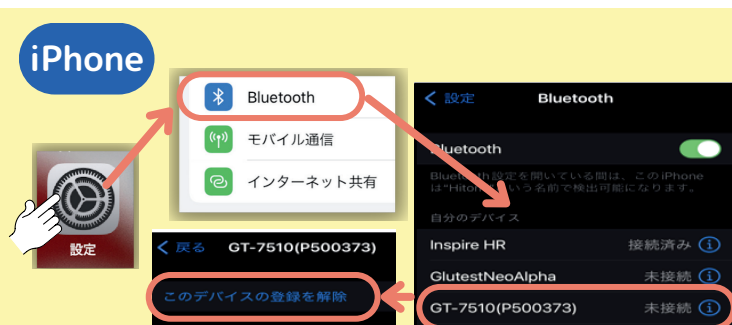 iPhone
設定
Bluetooth
モバイル通信
インターネット共有
設定
Bluetooth
Bluetooth
Bluetooth設定を開いている間は、このiPhone
は"Hiton いう名前で検出可能になります。
自分のデバイス
Inspire HR 接続済み
GlutestNeoAlpha 未接続
GT-7510(P500373) 未接続
戻る
GT-7510(P500373)
このデバイスの登録を解除